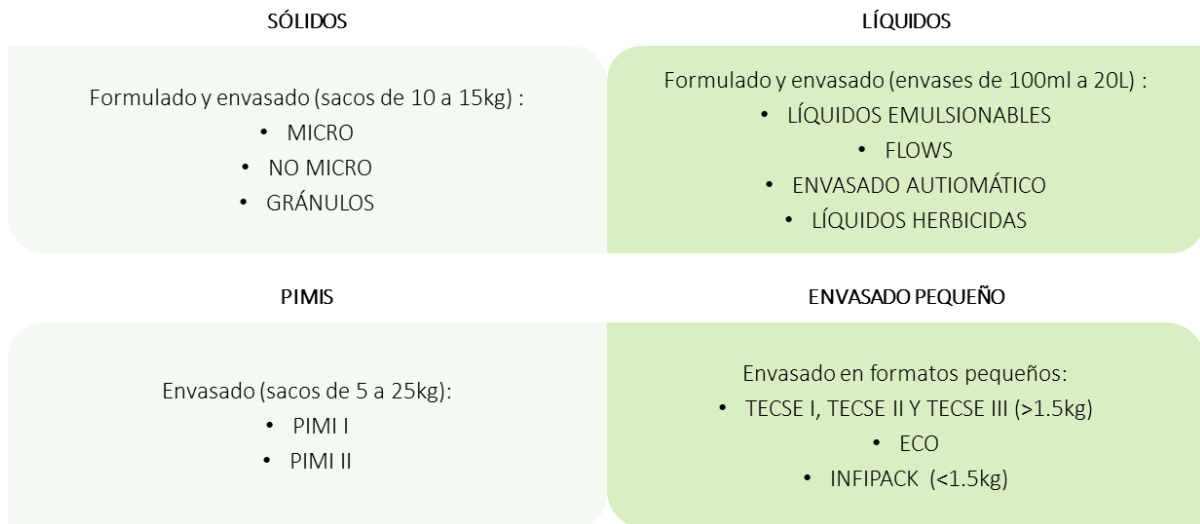 SÓLIDOS
Formulado y envasado (sacos de 10 a 15kg) :
• MICRO
• NO MICRO
• GRÁNULOS
LÍQUIDOS
Formulado y envasado (envases de 100ml a 20L) :
• LÍQUIDOS EMULSIONABLES
• FLOWS
• ENVASADO AUTIOMÁTICO
• LÍQUIDOS HERBICIDAS
PIMIS
Envasado (sacos de 5 a 25kg):
• PIMI I
• PIMI II
ENVASADO PEQUEÑO
Envasado en formatos pequeños:
• TECSE I, TECSE II Y TECSE III (>1.5kg)
• ECO
• INFIPACK (<1.5kg)